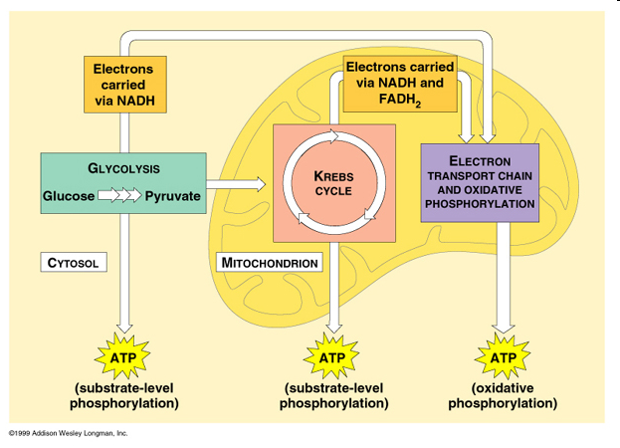 Electrons
carried
via NADH
Electrons carried
via NADH and
FADH₂
GLYCOLYSIS
Glucose Pyruvate
KREBS
CYCLE
ELECTRON
TRANSPORT CHAIN
AND OXIDATIVE
PHOSPHORYLATION
CYTOSOL
MITOCHONDRION
ATP
(substrate-level
phosphorylation)
ATP
(substrate-level
phosphorylation)
ATP
(oxidative
phosphorylation)
©1999 Addison Wesley Longman, Inc.